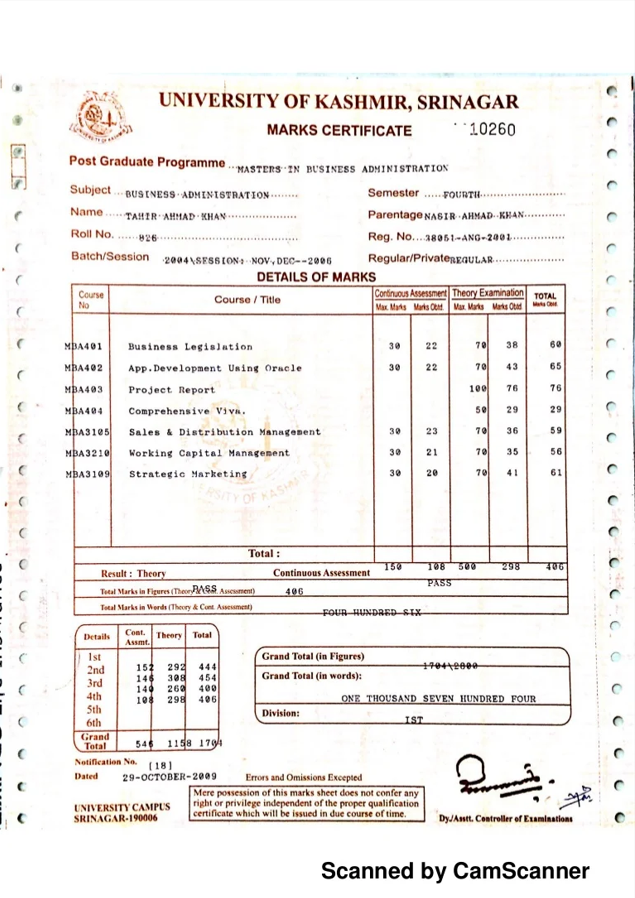 UNIVERSITY OF KASHMIR, SRINAGAR
MARKS CERTIFICATE 10260
Post Graduate Programme MASTERS IN BUSINESS ADMINISTRATION
Subject BUSINESS ADMINISTRATION Semester FOURTH
Name TAHIR AHMAD KHAN Parentage NASIR AHMAD KHAN
Roll No. 826 Reg. No. 38051-ANG-2001
Batch/Session 2004\SESSION: NOV,DEC--2006 Regular/Private REGULAR
DETAILS OF MARKS
Course No Course / Title Continuous Assessment Theory Examination TOTAL
Max. Marks Marks Obtd. Max. Marks Marks Obtd Marks Obtd.
MBA401 Business Legislation 30 22 70 38 60
MBA402 App.Development Using Oracle 30 22 70 43 65
MBA403 Project Report 100 76 76
MBA404 Comprehensive Viva. 50 29 29
MBA3105 Sales & Distribution Management 30 23 70 36 59
MBA3210 Working Capital Management 30 21 70 35 56
MBA3109 Strategic Marketing 30 20 70 41 61
Total :
150 108 500 298 406
Result : Theory PASS Continuous Assessment PASS
Total Marks in Figures (Theory & Cont. Assessment) 406
Total Marks in Words (Theory & Cont. Assessment) FOUR HUNDRED SIX
Details Cont. Assmt. Theory Total
1st 152 292 444
2nd 146 308 454
3rd 140 260 400
4th 108 298 406
5th
6th
Grand Total 546 1158 1704
Grand Total (in Figures) 1704\2800
Grand Total (in words):
ONE THOUSAND SEVEN HUNDRED FOUR
Division: IST
Notification No. [18]
Dated 29-OCTOBER-2009 Errors and Omissions Excepted
UNIVERSITY CAMPUS
SRINAGAR-190006
Mere possession of this marks sheet does not confer any
right or privilege independent of the proper qualification
certificate which will be issued in due course of time.
Dy./Asstt. Controller of Examinations
Scanned by CamScanner